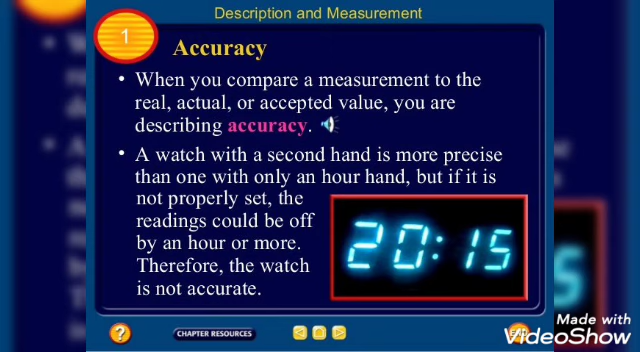 Description and Measurement
1
Accuracy
• When you compare a measurement to the
real, actual, or accepted value, you are
describing accuracy.
• A watch with a second hand is more precise
than one with only an hour hand, but if it is
not properly set, the
readings could be off
by an hour or more.
Therefore, the watch
is not accurate.
20:15
?
CHAPTER RESOURCES
Made with
VideoShow